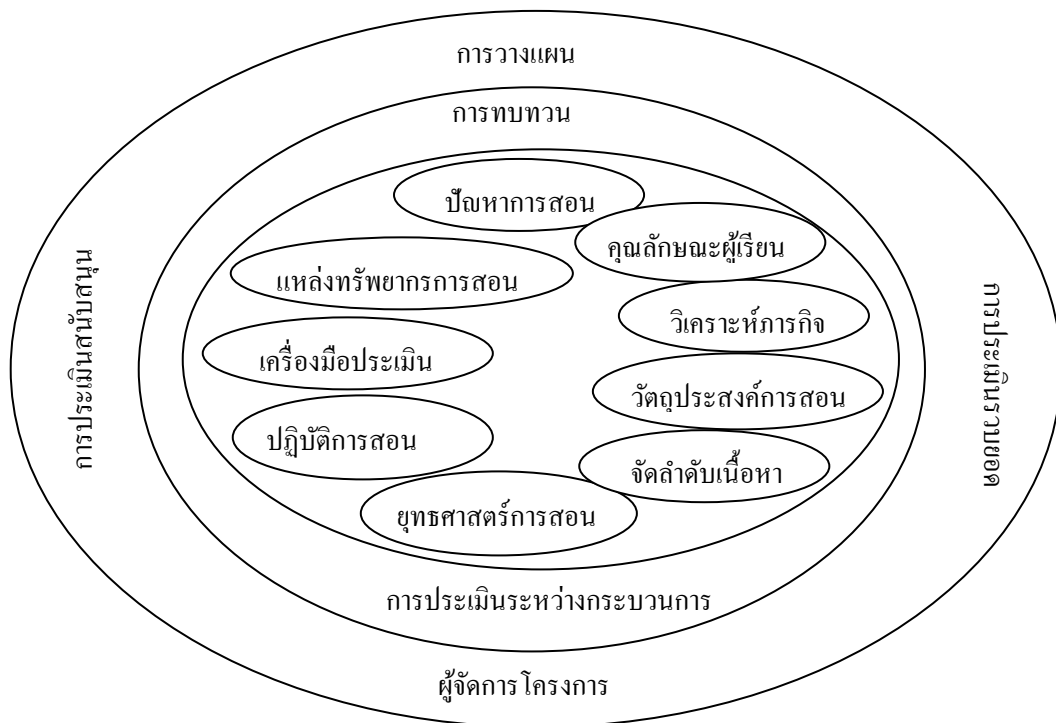 การวางแผน
การทบทวน
ปัญหาการสอน
คุณลักษณะผู้เรียน
แหล่งทรัพยากรการสอน
วิเคราะห์ภารกิจ
เครื่องมือประเมิน
วัตถุประสงค์การสอน
ปฏิบัติการสอน
จัดลำดับเนื้อหา
ยุทธศาสตร์การสอน
การประเมินสนับสนุน
การประเมินรวบยอด
การประเมินระหว่างกระบวนการ
ผู้จัดการโครงการ